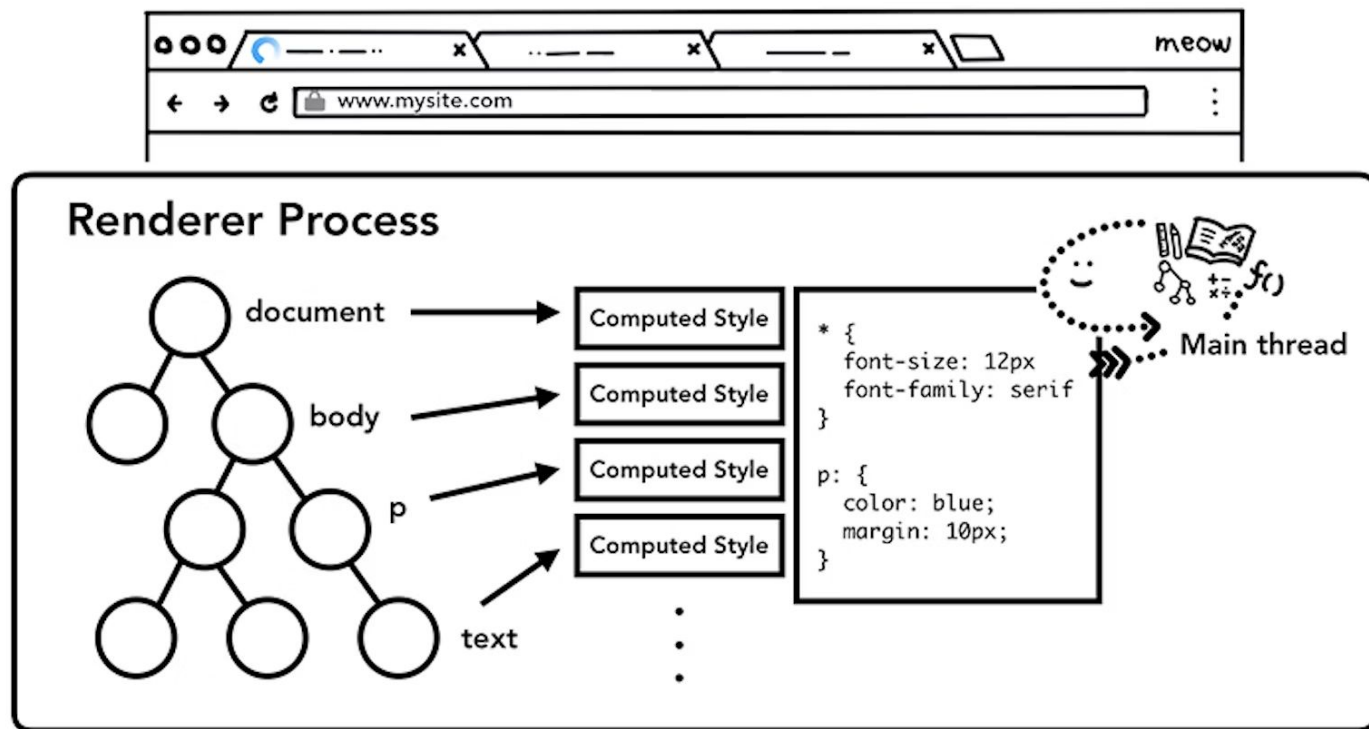 meow
www.mysite.com
Renderer Process
document
body
p
text
Computed Style
Computed Style
Computed Style
Computed Style
* {
font-size: 12px
font-family: serif
}
p: {
color: blue;
margin: 10px;
}
+-
×÷
f()
Main thread